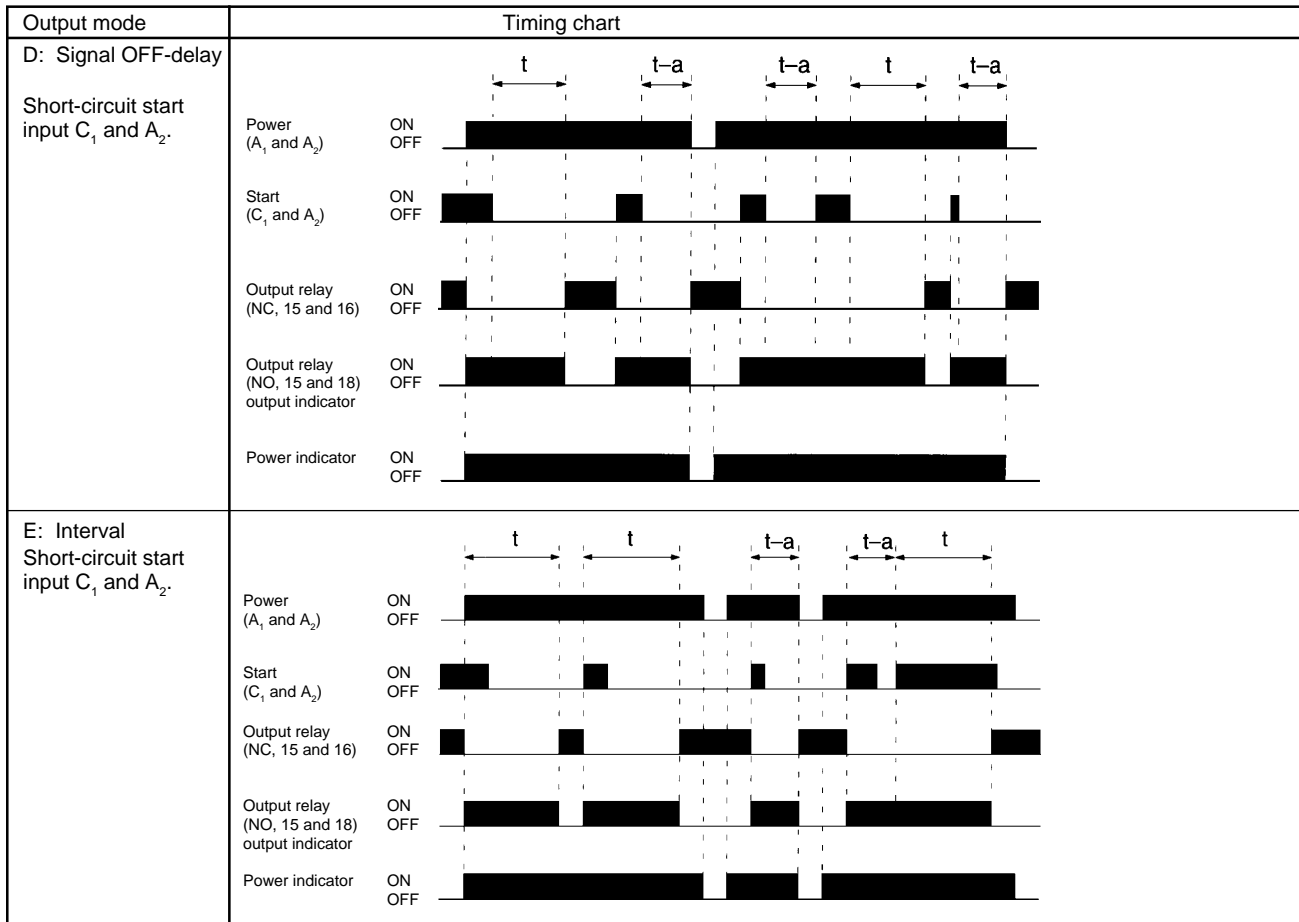 Output mode
Timing chart
D: Signal OFF-delay
Short-circuit start
input C₁ and A₂.
t
t–a
t–a
t
t–a
Power
(A₁ and A₂)
ON
OFF
Start
(C₁ and A₂)
ON
OFF
Output relay
(NC, 15 and 16)
ON
OFF
Output relay
(NO, 15 and 18)
output indicator
ON
OFF
Power indicator
ON
OFF
E: Interval
Short-circuit start
input C₁ and A₂.
t
t
t–a
t–a
t
Power
(A₁ and A₂)
ON
OFF
Start
(C₁ and A₂)
ON
OFF
Output relay
(NC, 15 and 16)
ON
OFF
Output relay
(NO, 15 and 18)
output indicator
ON
OFF
Power indicator
ON
OFF